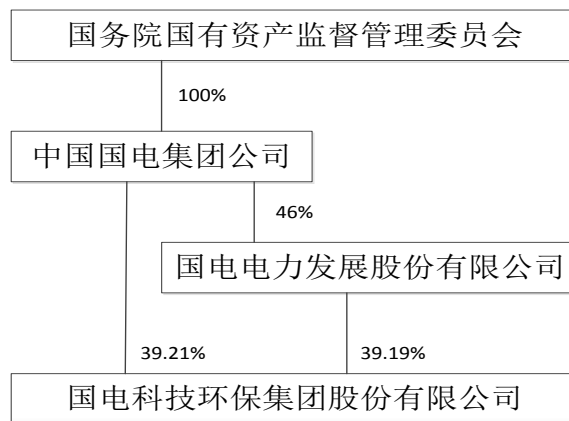 国务院国有资产监督管理委员会
100%
中国国电集团公司
46%
国电电力发展股份有限公司
39.21%
39.19%
国电科技环保集团股份有限公司